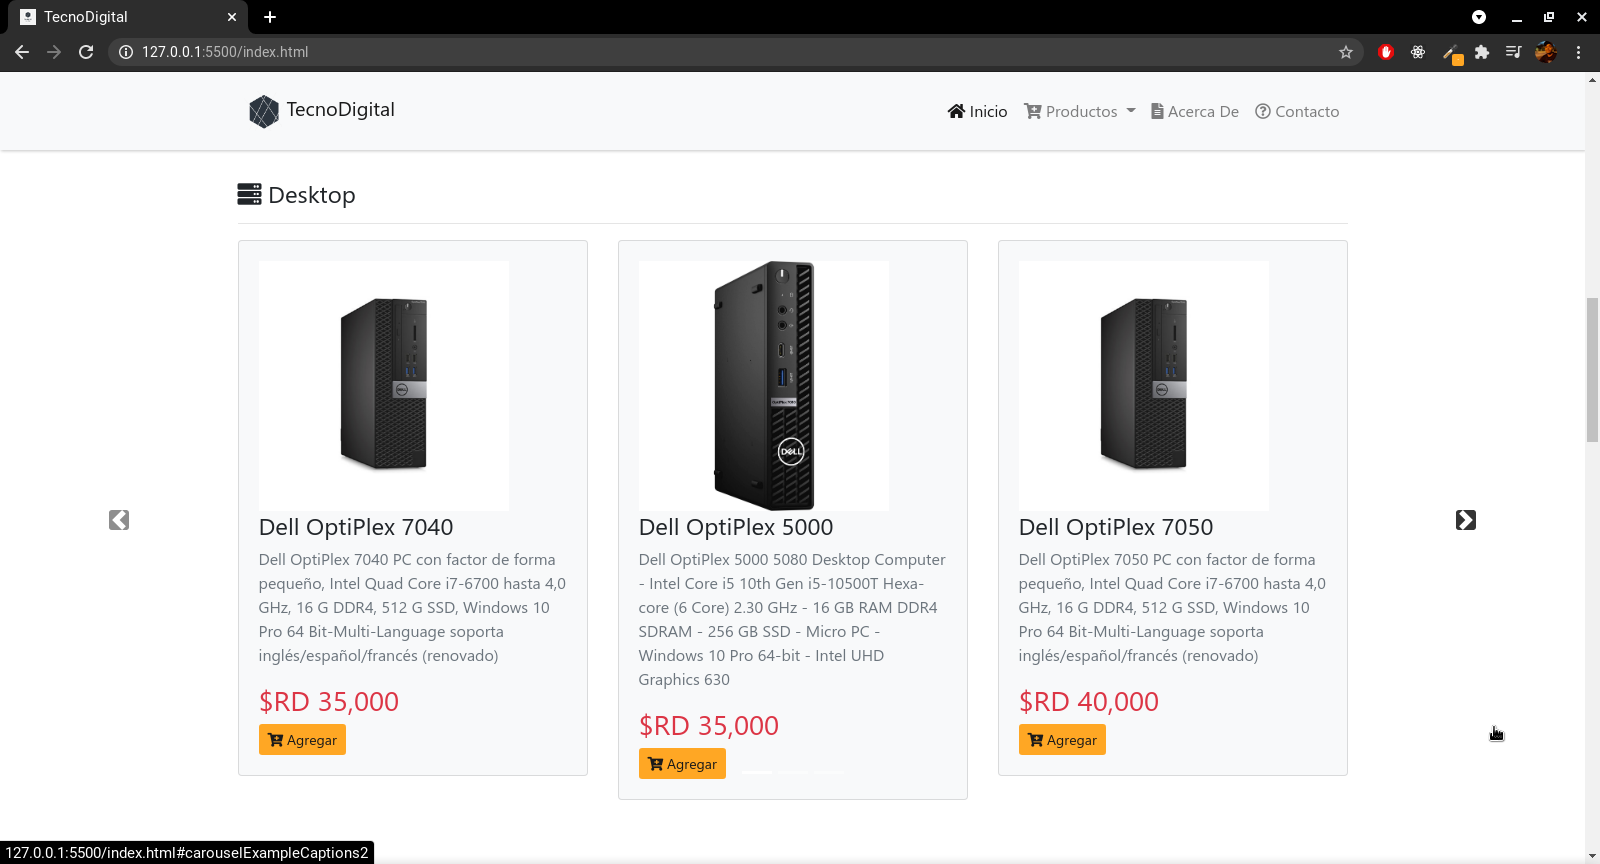 TecnoDigital
127.0.0.1:5500/index.html
TecnoDigital
Inicio
Productos
Acerca De
Contacto
Desktop
Dell OptiPlex 7040
Dell OptiPlex 7040 PC con factor de forma
pequeño, Intel Quad Core i7-6700 hasta 4,0
GHz, 16 G DDR4, 512 G SSD, Windows 10
Pro 64 Bit-Multi-Language soporta
inglés/español/francés (renovado)
$RD 35,000
Agregar
DELL
Dell OptiPlex 5000
Dell OptiPlex 5000 5080 Desktop Computer
- Intel Core i5 10th Gen i5-10500T Hexa-
core (6 Core) 2.30 GHz - 16 GB RAM DDR4
SDRAM - 256 GB SSD - Micro PC -
Windows 10 Pro 64-bit - Intel UHD
Graphics 630
$RD 35,000
Agregar
Dell OptiPlex 7050
Dell OptiPlex 7050 PC con factor de forma
pequeño, Intel Quad Core i7-6700 hasta 4,0
GHz, 16 G DDR4, 512 G SSD, Windows 10
Pro 64 Bit-Multi-Language soporta
inglés/español/francés (renovado)
$RD 40,000
Agregar
127.0.0.1:5500/index.html#carouselExampleCaptions2